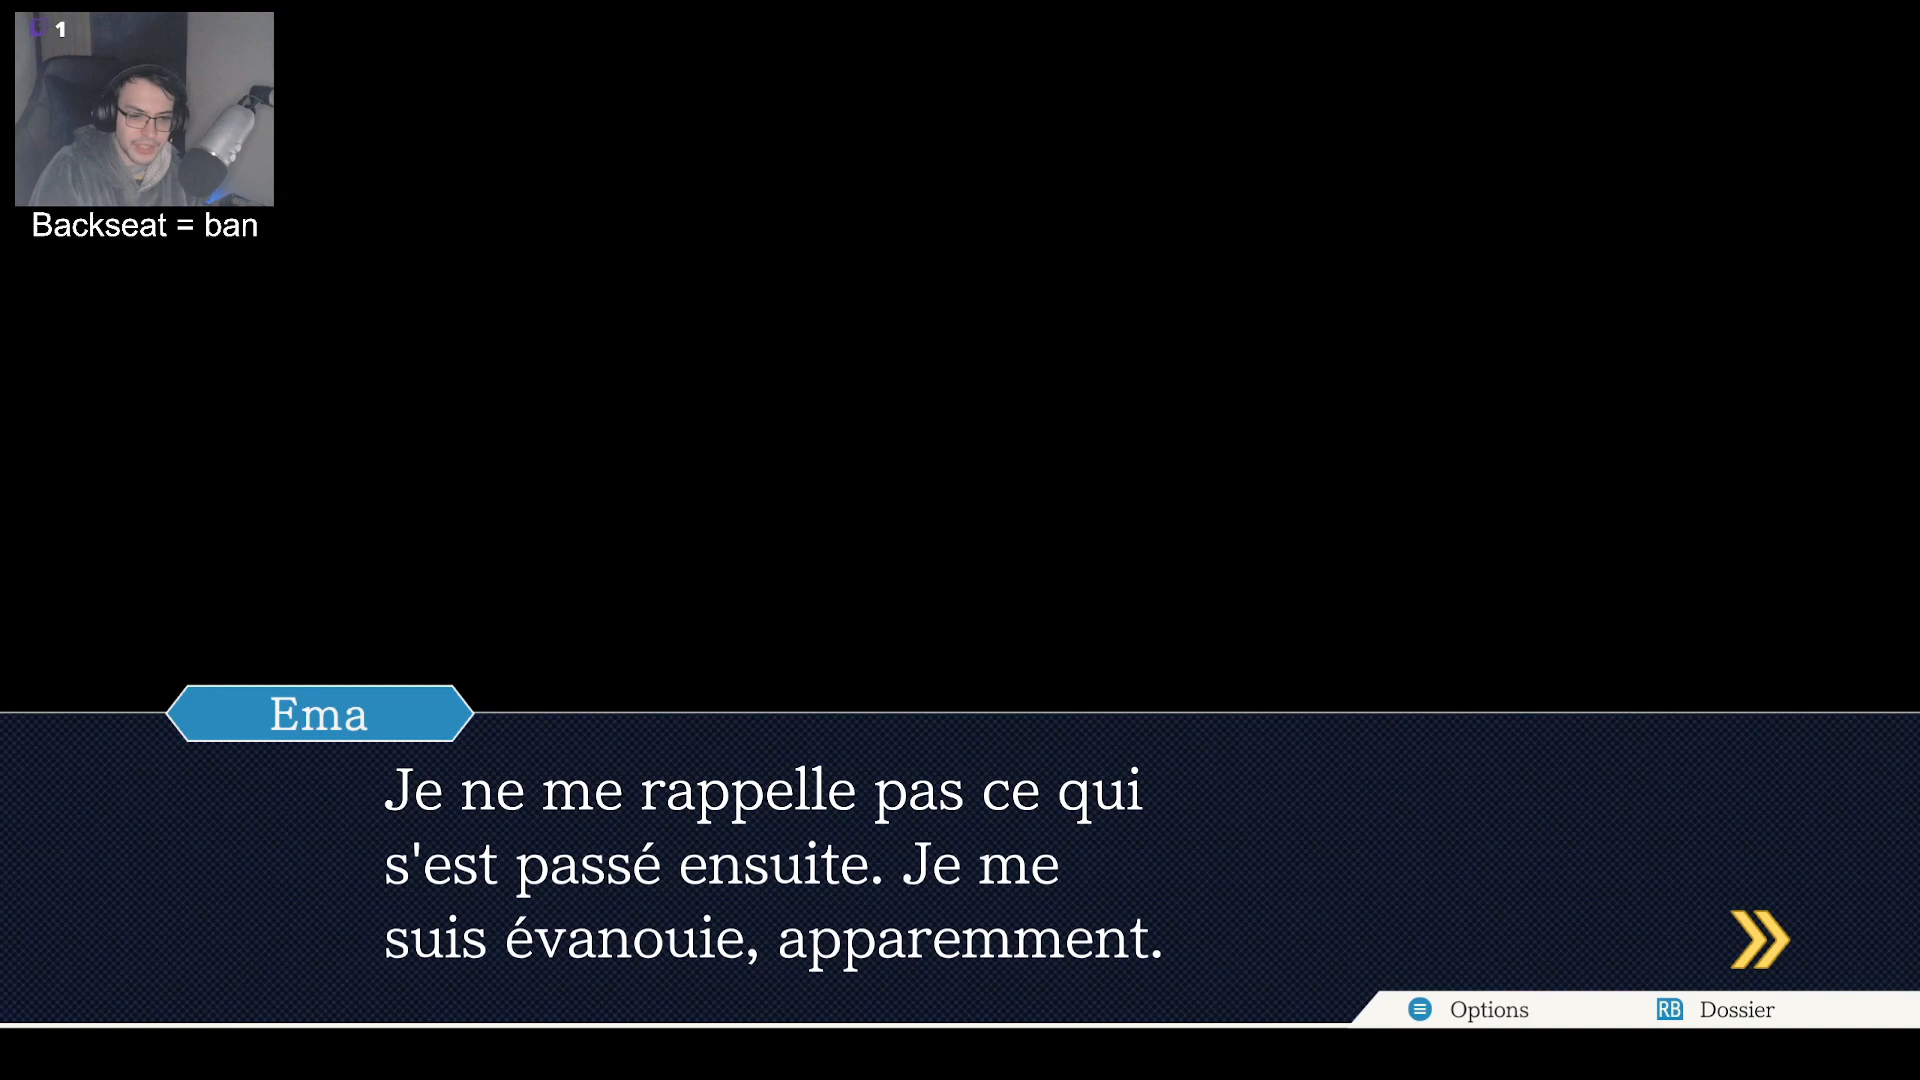 1
Backseat = ban
Ema
Je ne me rappelle pas ce qui
s'est passé ensuite. Je me
suis évanouie, apparemment.
Options
RB Dossier